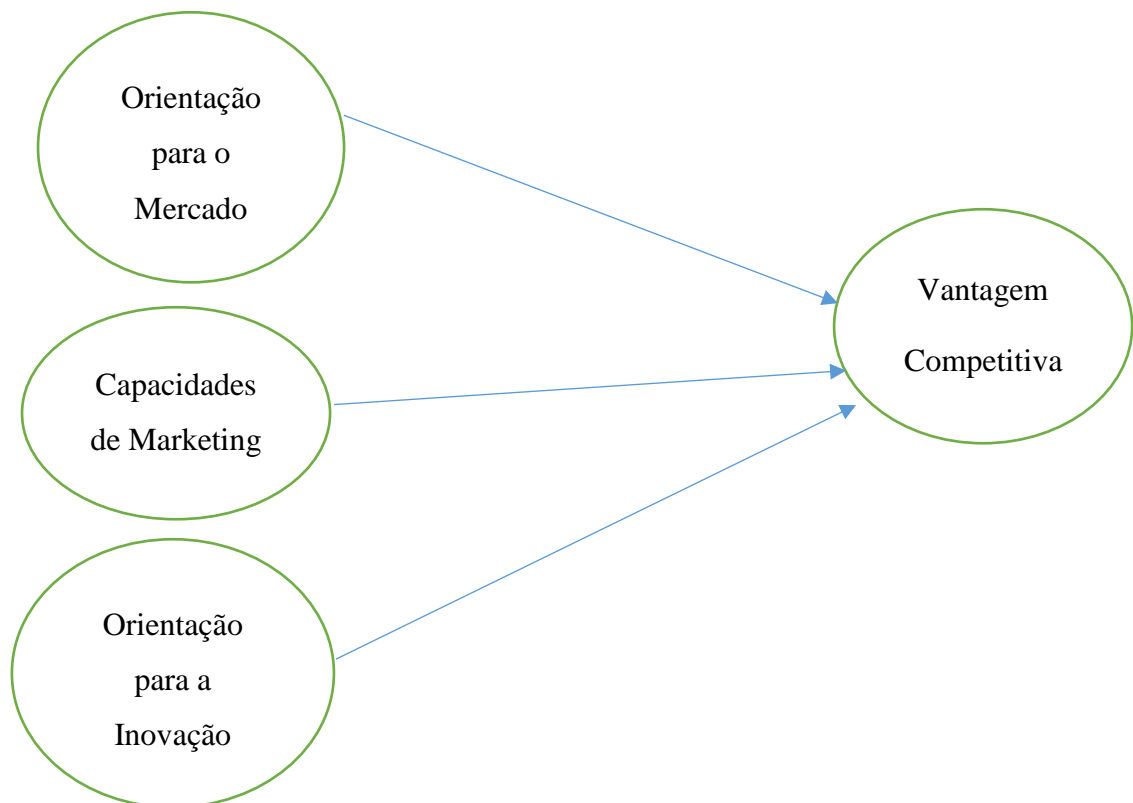 Orientação
para o
Mercado
Capacidades
de Marketing
Orientação
para a
Inovação
Vantagem
Competitiva